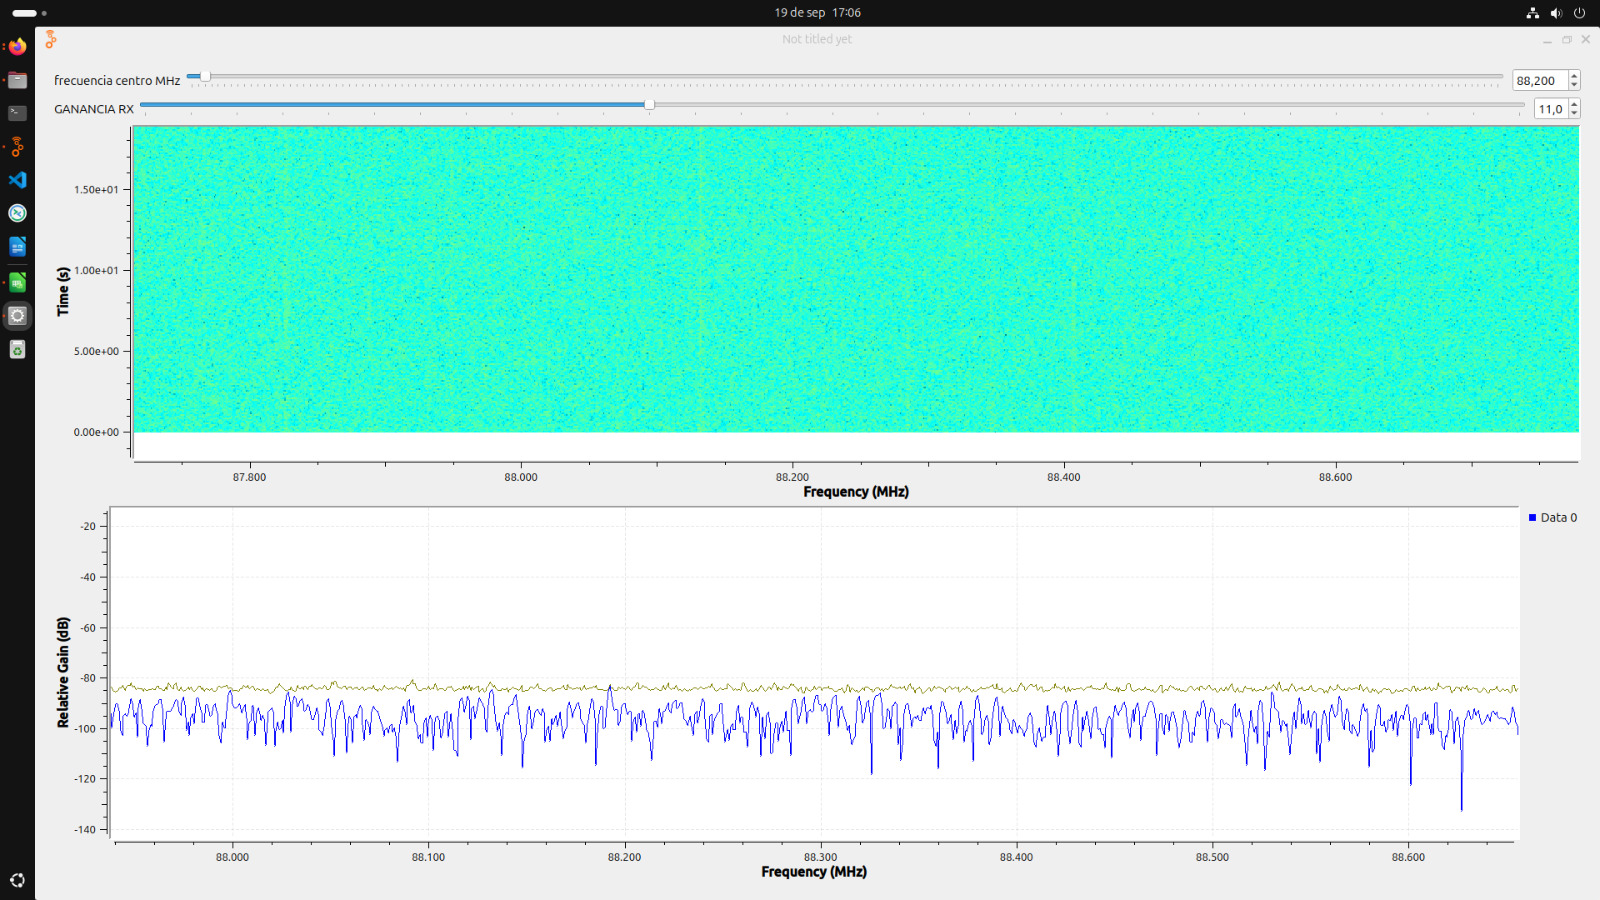 19 de sep 17:06
Not titled yet
frecuencia centro MHz
88,200
GANANCIA RX
11,0
Time (s)
1.50e+01
1.00e+01
5.00e+00
0.00e+00
87.800 88.000 88.200 88.400 88.600
Frequency (MHz)
Relative Gain (dB)
-20
-40
-60
-80
-100
-120
-140
Data 0
88.000 88.100 88.200 88.300 88.400 88.500 88.600
Frequency (MHz)